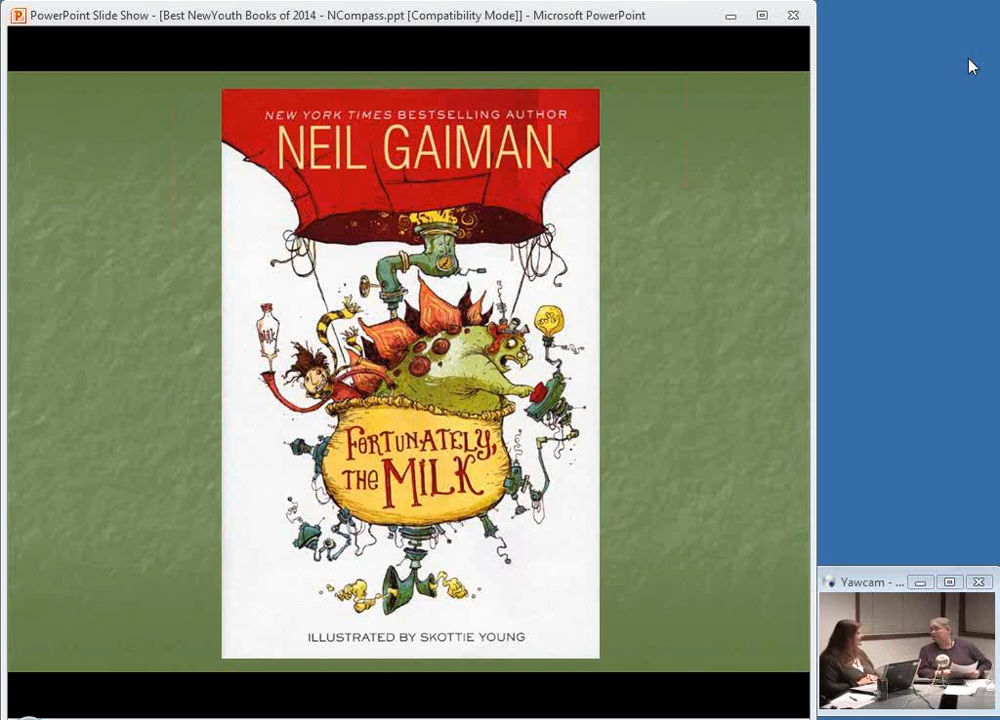 PowerPoint Slide Show - [Best NewYouth Books of 2014 - NCompass.ppt [Compatibility Mode]] - Microsoft PowerPoint
NEW YORK TIMES BESTSELLING AUTHOR
NEIL GAIMAN
FORTUNATELY,
THE MILK
ILLUSTRATED BY SKOTTIE YOUNG
Yawcam - ...